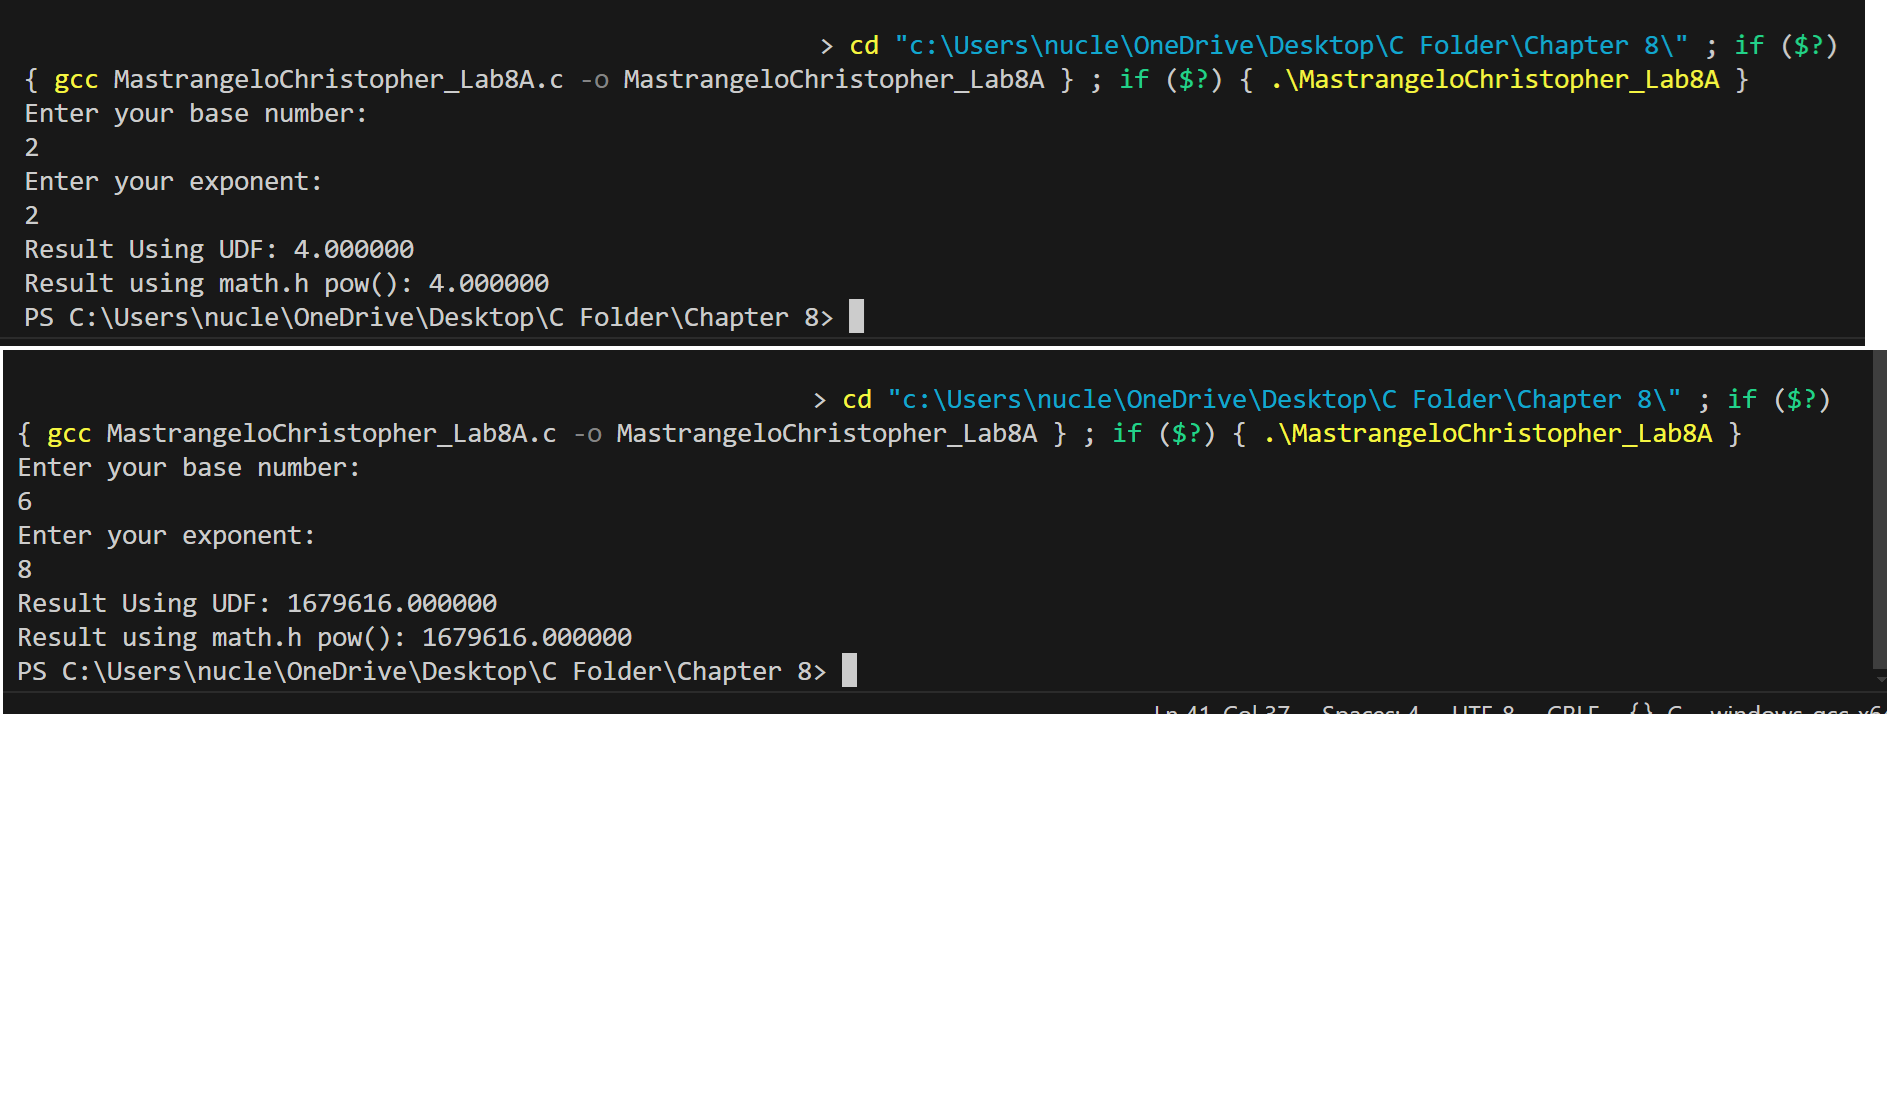 > cd "c:\Users\nucle\OneDrive\Desktop\C Folder\Chapter 8\" ; if ($?)
{ gcc MastrangeloChristopher_Lab8A.c -o MastrangeloChristopher_Lab8A } ; if ($?) { .\MastrangeloChristopher_Lab8A }
Enter your base number:
2
Enter your exponent:
2
Result Using UDF: 4.000000
Result using math.h pow(): 4.000000
PS C:\Users\nucle\OneDrive\Desktop\C Folder\Chapter 8>
> cd "c:\Users\nucle\OneDrive\Desktop\C Folder\Chapter 8\" ; if ($?)
{ gcc MastrangeloChristopher_Lab8A.c -o MastrangeloChristopher_Lab8A } ; if ($?) { .\MastrangeloChristopher_Lab8A }
Enter your base number:
6
Enter your exponent:
8
Result Using UDF: 1679616.000000
Result using math.h pow(): 1679616.000000
PS C:\Users\nucle\OneDrive\Desktop\C Folder\Chapter 8>
Ln 41, Col 37 Spaces: 4 UTF-8 CRLF {} C windows-gcc-x6